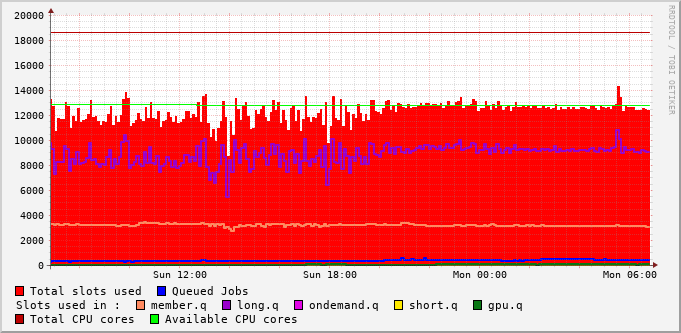 20000
18000
16000
14000
12000
10000
8000
6000
4000
2000
0
Sun 12:00 Sun 18:00 Mon 00:00 Mon 06:00
RRDTOOL / TOBI OETIKER
Total slots used Queued Jobs
Slots used in : member.q long.q ondemand.q short.q gpu.q
Total CPU cores Available CPU cores